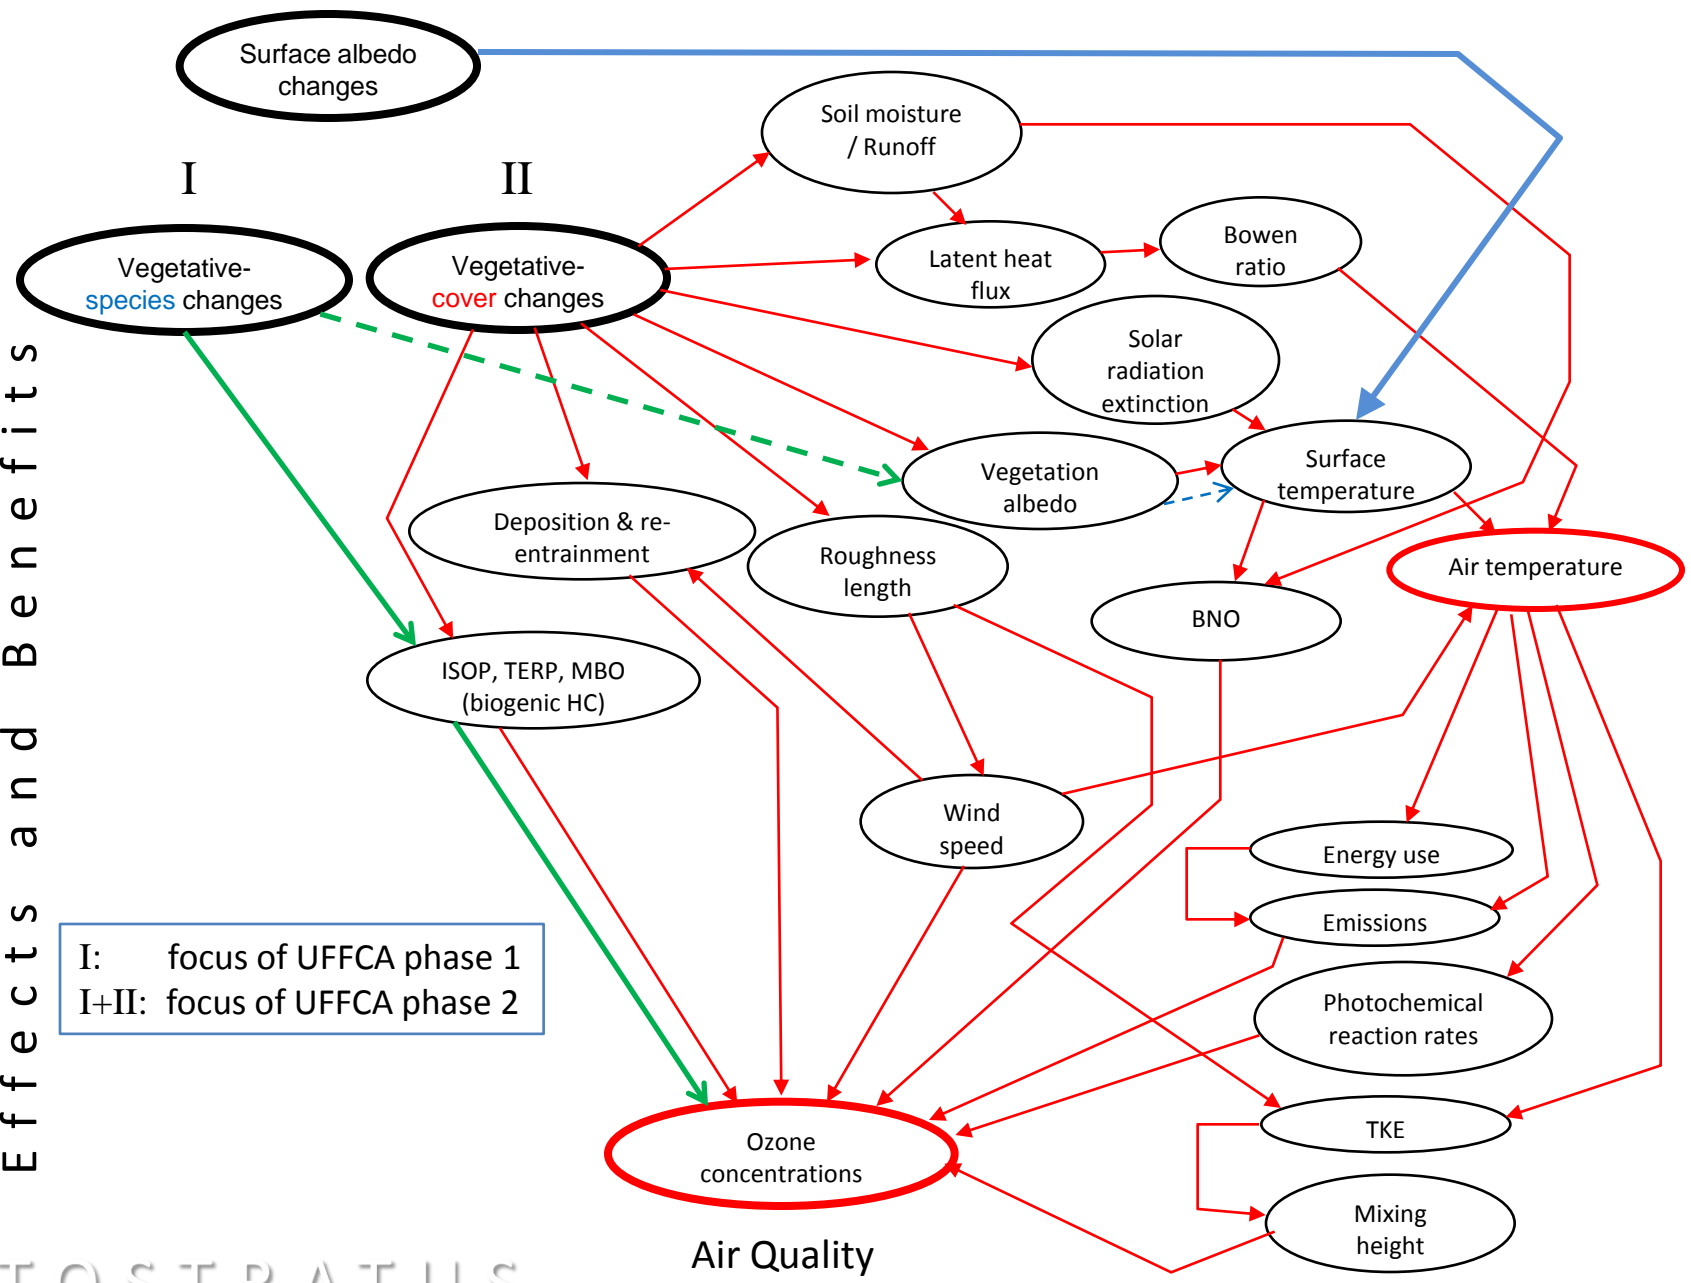 Surface albedo
changes
I
II
Soil moisture
/ Runoff
Vegetative-
species changes
Vegetative-
cover changes
Latent heat
flux
Bowen
ratio
Solar
radiation
extinction
Vegetation
albedo
Surface
temperature
Deposition & re-
entrainment
Roughness
length
Air temperature
BNO
ISOP, TERP, MBO
(biogenic HC)
Wind
speed
Energy use
Emissions
Photochemical
reaction rates
TKE
Mixing
height
Ozone
concentrations
Effects and Benefits
I: focus of UFFCA phase 1
I+II: focus of UFFCA phase 2
Air Quality
TOSTRATUS